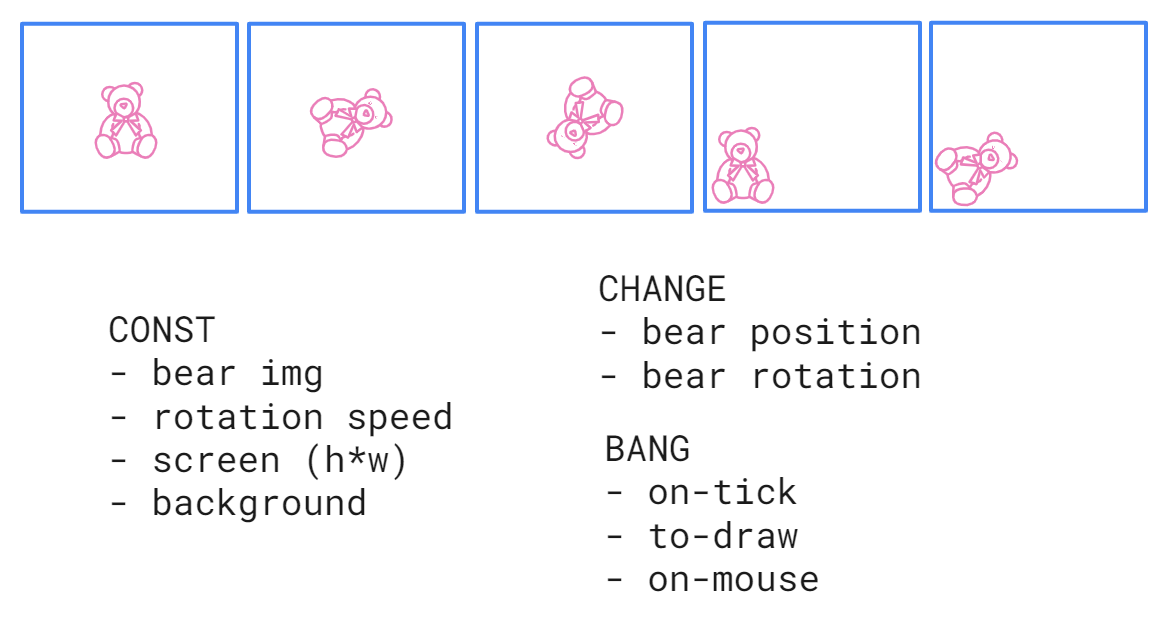 CONST
- bear img
- rotation speed
- screen (h*w)
- background
CHANGE
- bear position
- bear rotation
BANG
- on-tick
- to-draw
- on-mouse